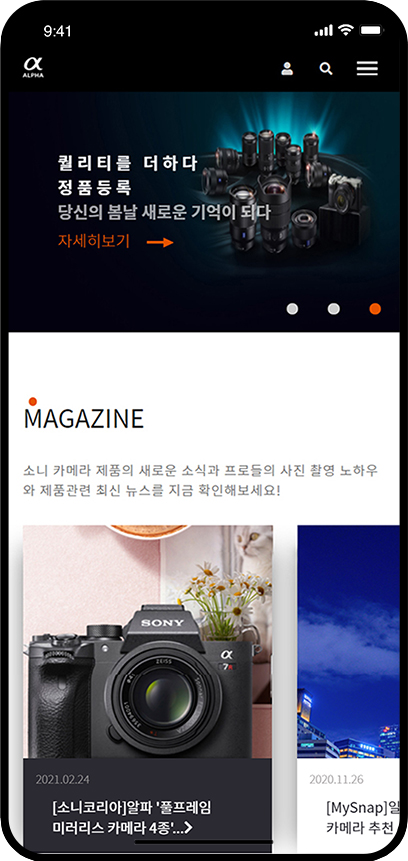 9:41
α
ALPHA
퀄리티를 더하다
정품등록
당신의 봄날 새로운 기억이 되다
자세히보기
MAGAZINE
소니 카메라 제품의 새로운 소식과 프로들의 사진 촬영 노하우
와 제품관련 최신 뉴스를 지금 확인해보세요!
SONY
α
7R
ZEISS
2021.02.24
[소니코리아]알파 '풀프레임
미러리스 카메라 4종'...
2020.11.26
[MySnap]일
카메라 추천